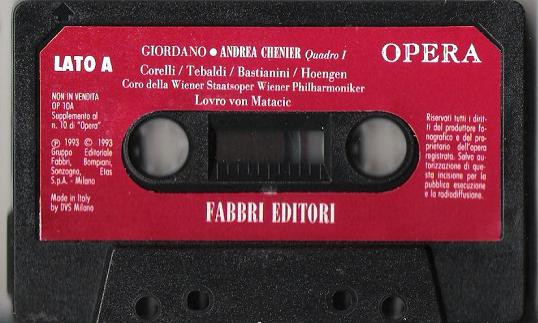 LATO A
GIORDANO ● ANDREA CHENIER Quadro I
OPERA
Corelli / Tebaldi / Bastianini / Hoengen
Coro della Wiener Staatsoper Wiener Philharmoniker
Lovro von Matacic
NON IN VENDITA
OP 10A
Supplemento al
n. 10 di "Opera"
℗ 1993 © 1993
Gruppo Editoriale
Fabbri, Bompiani,
Sonzogno, Etas
S.p.A. - Milano
Made in Italy
by DVS Milano
Riservati tutti i dirit-
ti del produttore fo-
nografico e del pro-
prietario dell'opera
registrata. Salvo au-
torizzazione di que-
sta incisione per la
pubblica esecuzione
e la radiodiffusione.
FABBRI EDITORI